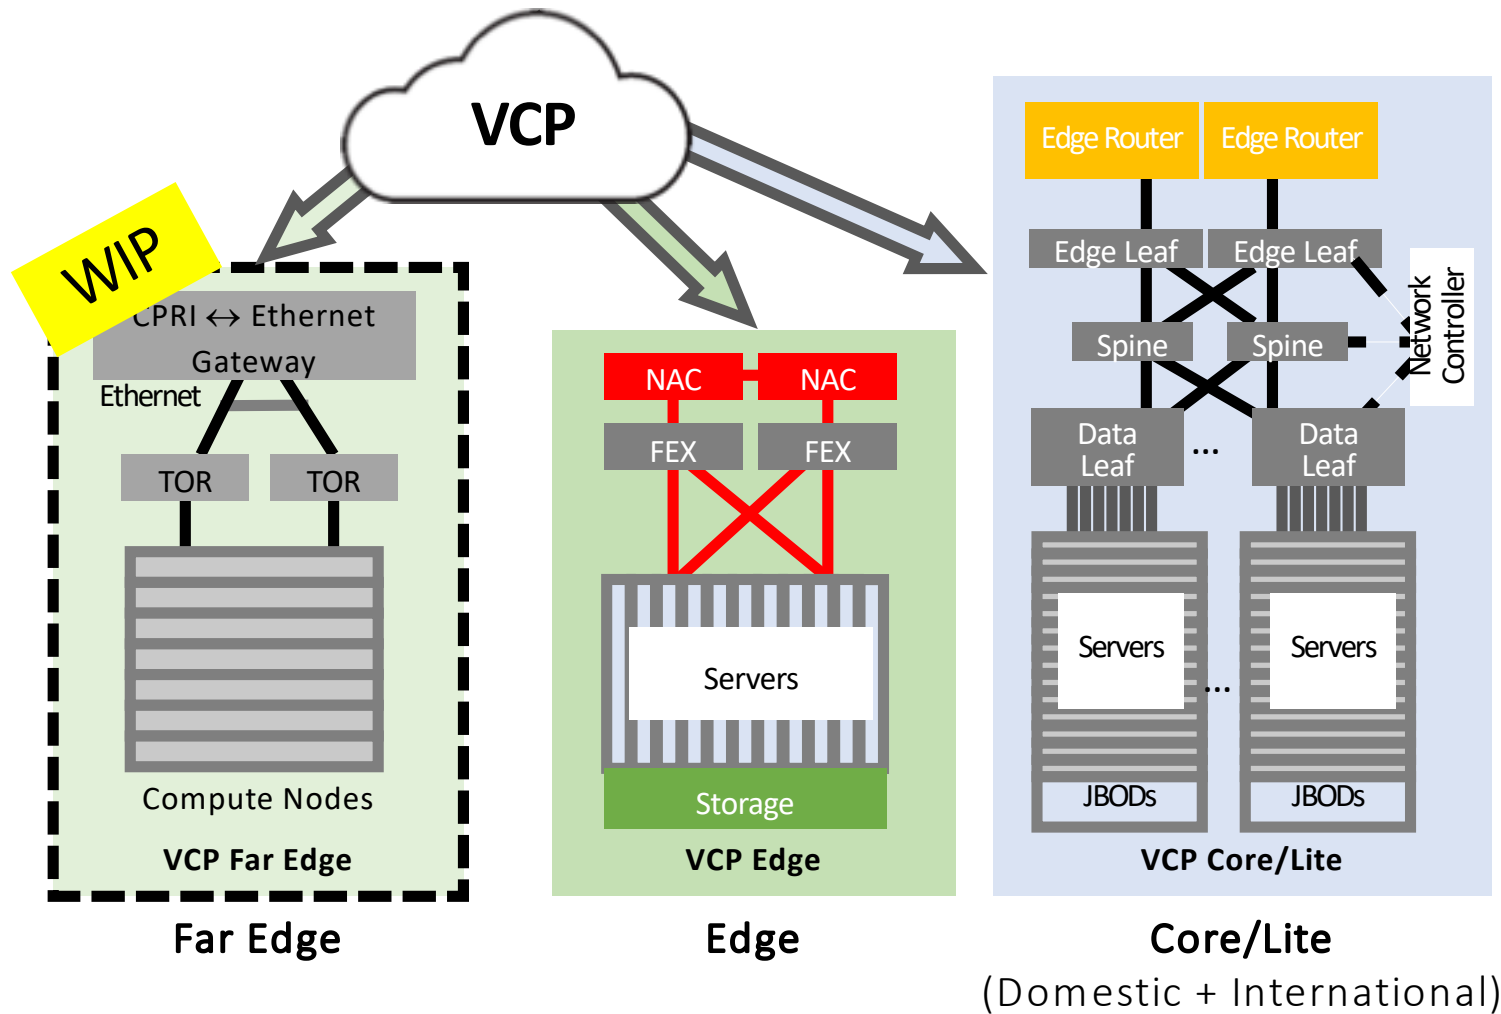 VCP
WIP
CPRI ↔ Ethernet
Gateway
Ethernet
TOR
TOR
Compute Nodes
VCP Far Edge
Far Edge
NAC
NAC
FEX
FEX
Servers
Storage
VCP Edge
Edge
Edge Router
Edge Router
Edge Leaf
Edge Leaf
Spine
Spine
Network
Controller
Data
Leaf
...
Data
Leaf
Servers
...
Servers
JBODs
JBODs
VCP Core/Lite
Core/Lite
(Domestic + International)